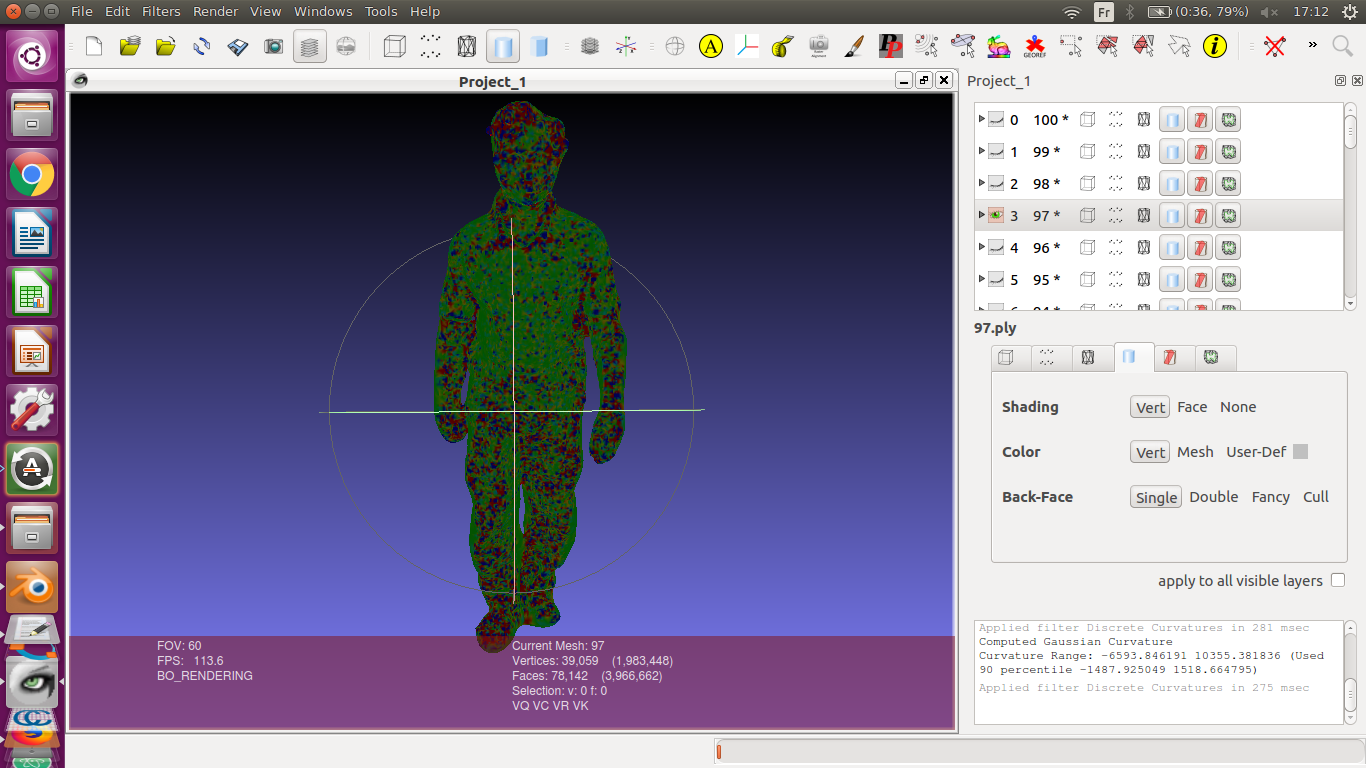 File Edit Filters Render View Windows Tools Help
Fr
(0:36, 79%)
17:12
A
PP
GEOREF
i
»
Project_1
Project_1
0 100 *
1 99 *
2 98 *
3 97 *
4 96 *
5 95 *
97.ply
Shading Vert Face None
Color Vert Mesh User-Def
Back-Face Single Double Fancy Cull
apply to all visible layers
FOV: 60
FPS: 113.6
BO_RENDERING
Current Mesh: 97
Vertices: 39,059 (1,983,448)
Faces: 78,142 (3,966,662)
Selection: v: 0 f: 0
VQ VC VR VK
Applied filter Discrete Curvatures in 281 msec
Computed Gaussian Curvature
Curvature Range: -6593.846191 10355.381836 (Used
90 percentile -1487.925049 1518.664795)
Applied filter Discrete Curvatures in 275 msec